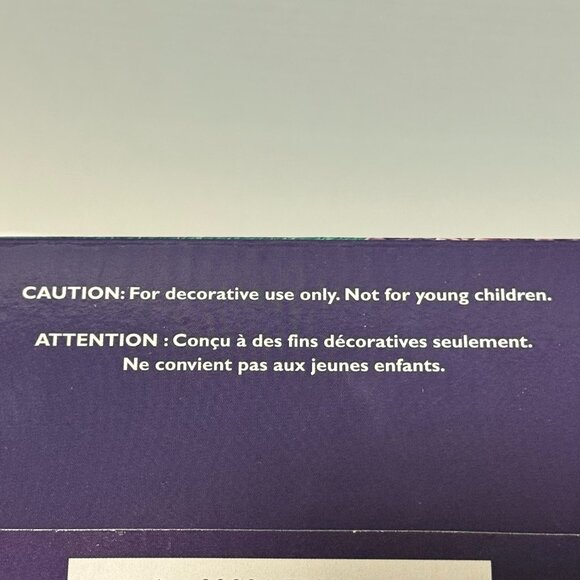 CAUTION: For decorative use only. Not for young children.
ATTENTION : Conçu à des fins décoratives seulement.
Ne convient pas aux jeunes enfants.